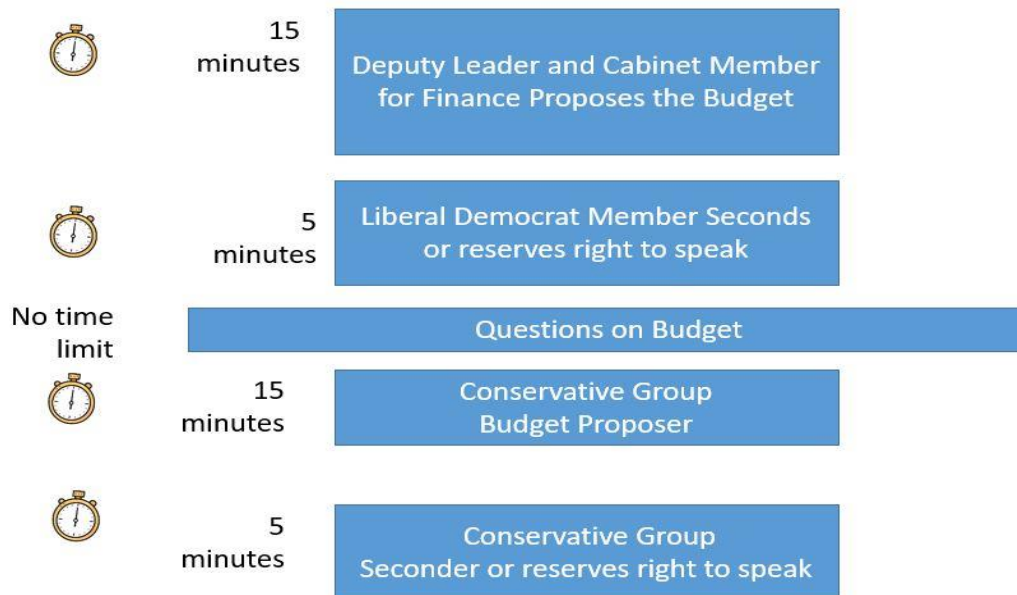 15
minutes
Deputy Leader and Cabinet Member
for Finance Proposes the Budget
5
minutes
Liberal Democrat Member Seconds
or reserves right to speak
No time
limit
Questions on Budget
15
minutes
Conservative Group
Budget Proposer
5
minutes
Conservative Group
Seconder or reserves right to speak